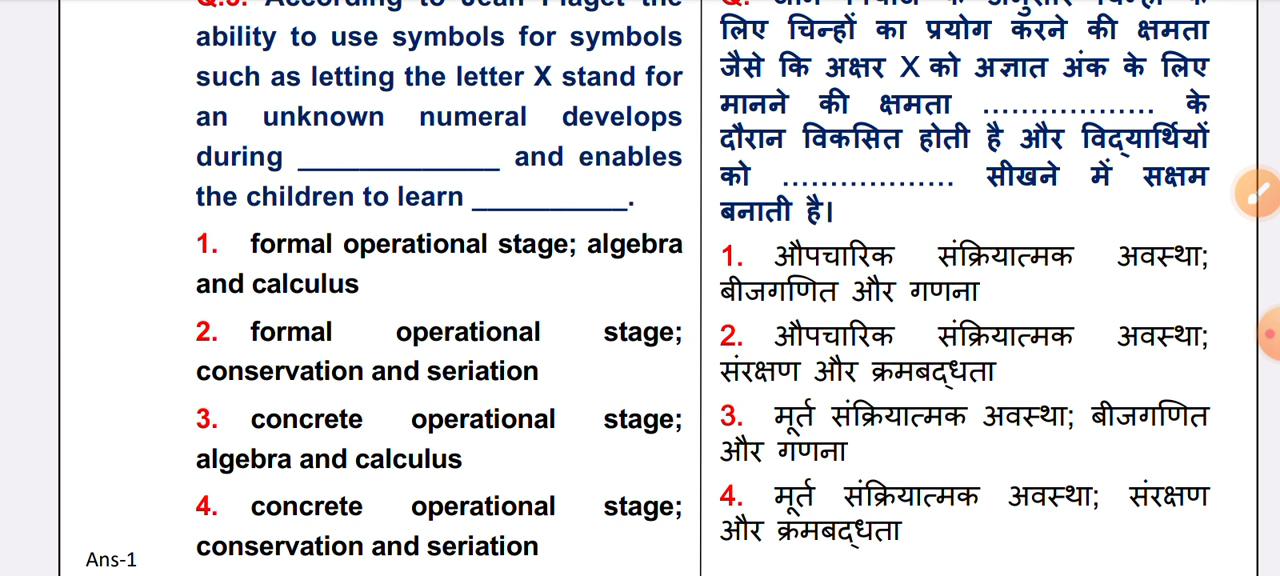 ability to use symbols for symbols
such as letting the letter X stand for
an unknown numeral develops
during _____________ and enables
the children to learn __________.
1. formal operational stage; algebra
and calculus
2. formal operational stage;
conservation and seriation
3. concrete operational stage;
algebra and calculus
4. concrete operational stage;
conservation and seriation
Ans-1
लिए चिन्हों का प्रयोग करने की क्षमता
जैसे कि अक्षर X को अज्ञात अंक के लिए
मानने की क्षमता .................. के
दौरान विकसित होती है और विद्यार्थियों
को .................. सीखने में सक्षम
बनाती है।
1. औपचारिक संक्रियात्मक अवस्था;
बीजगणित और गणना
2. औपचारिक संक्रियात्मक अवस्था;
संरक्षण और क्रमबद्धता
3. मूर्त संक्रियात्मक अवस्था; बीजगणित
और गणना
4. मूर्त संक्रियात्मक अवस्था; संरक्षण
और क्रमबद्धता